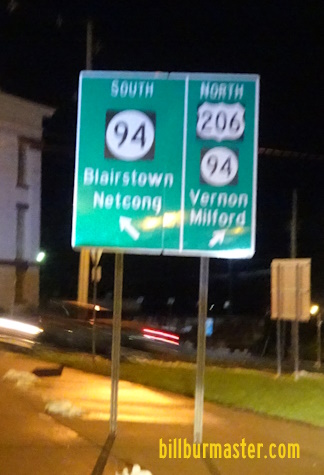 SOUTH
94
Blairstown
Netcong
NORTH
206
94
Vernon
Milford
billburmaster.com